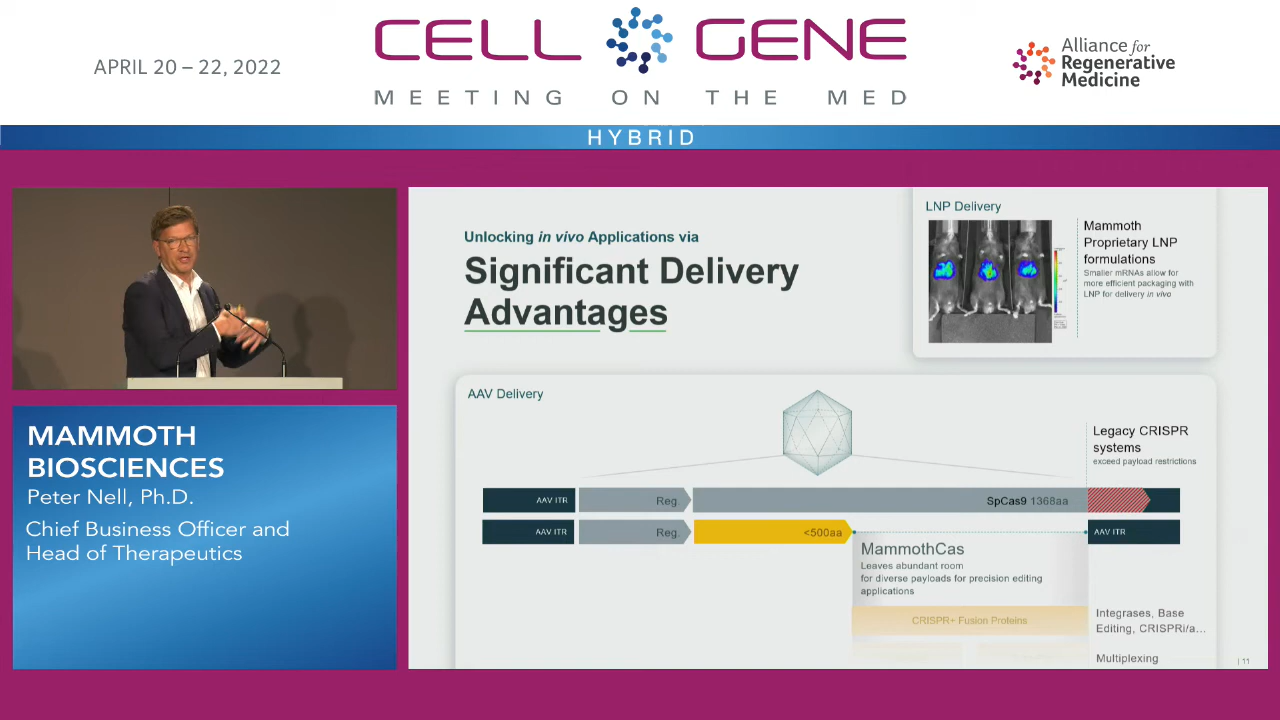 APRIL 20 – 22, 2022
CELL GENE
MEETING ON THE MED
Alliance for
Regenerative
Medicine
HYBRID
MAMMOTH
BIOSCIENCES
Peter Nell, Ph.D.
Chief Business Officer and
Head of Therapeutics
Unlocking in vivo Applications via
Significant Delivery
Advantages
LNP Delivery
Mammoth
Proprietary LNP
formulations
Smaller mRNAs allow for
more efficient packaging with
LNP for delivery in vivo
AAV Delivery
Legacy CRISPR
systems
exceed payload restrictions
AAV ITR
Reg.
SpCas9 1368aa
AAV ITR
Reg.
<500aa
AAV ITR
MammothCas
Leaves abundant room
for diverse payloads for precision editing
applications
CRISPR+ Fusion Proteins
Integrases, Base
Editing, CRISPRi/a...
Multiplexing
| 11